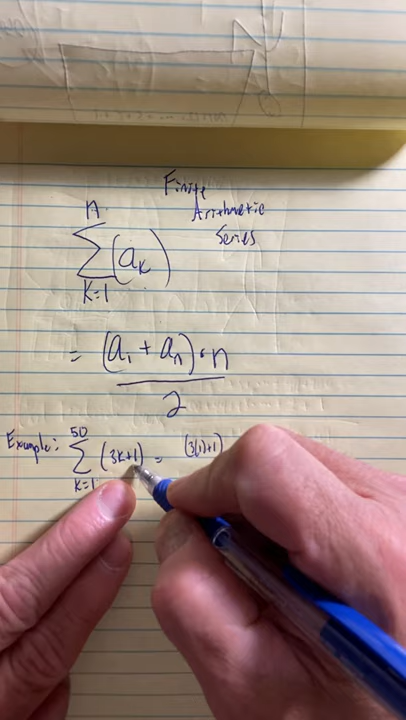 Finite
Arithmetic
Series
n
∑ (aₖ)
K=1
= (a₁ + aₙ)·n
2
Example: 50
∑ (3k+1) = (3(1)+1)
K=1